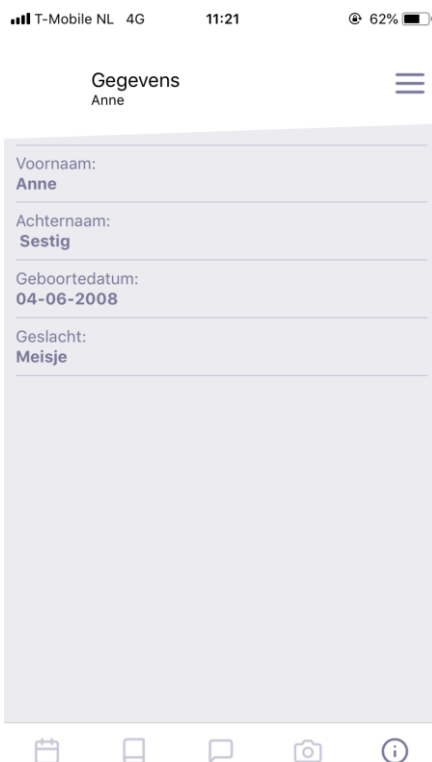 T-Mobile NL 4G 11:21 62%
Gegevens
Anne
Voornaam:
Anne
Achternaam:
Sestig
Geboortedatum:
04-06-2008
Geslacht:
Meisje